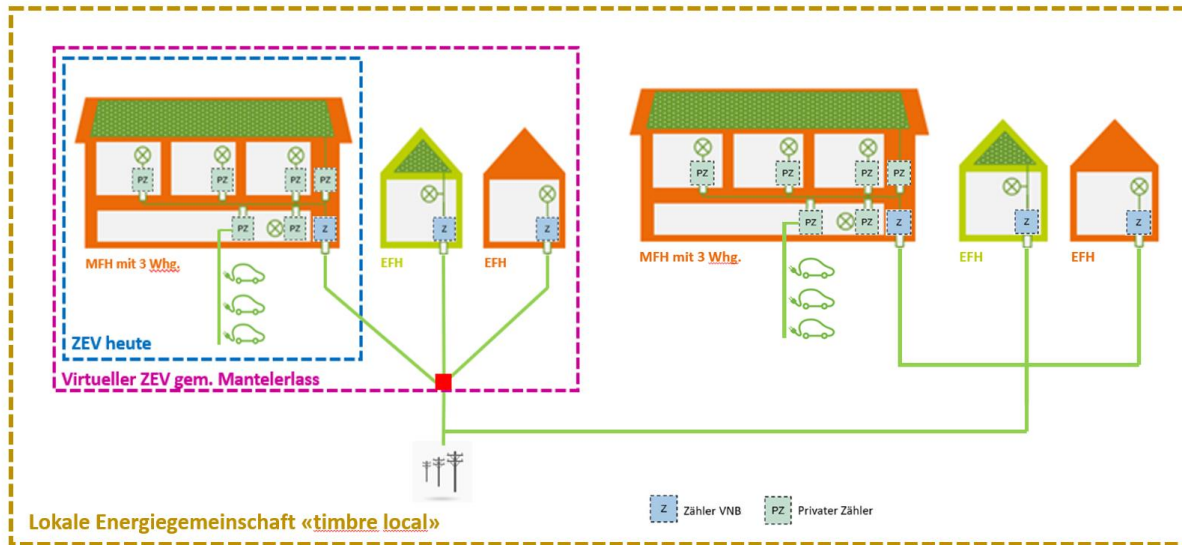 PZ
PZ
PZ
PZ
PZ
PZ
Z
Z
Z
MFH mit 3 Whg.
EFH
EFH
ZEV heute
Virtueller ZEV gem. Mantelerlass
PZ
PZ
PZ
PZ
PZ
PZ
Z
Z
Z
MFH mit 3 Whg.
EFH
EFH
Lokale Energiegemeinschaft «timbre local»
Z Zähler VNB
PZ Privater Zähler